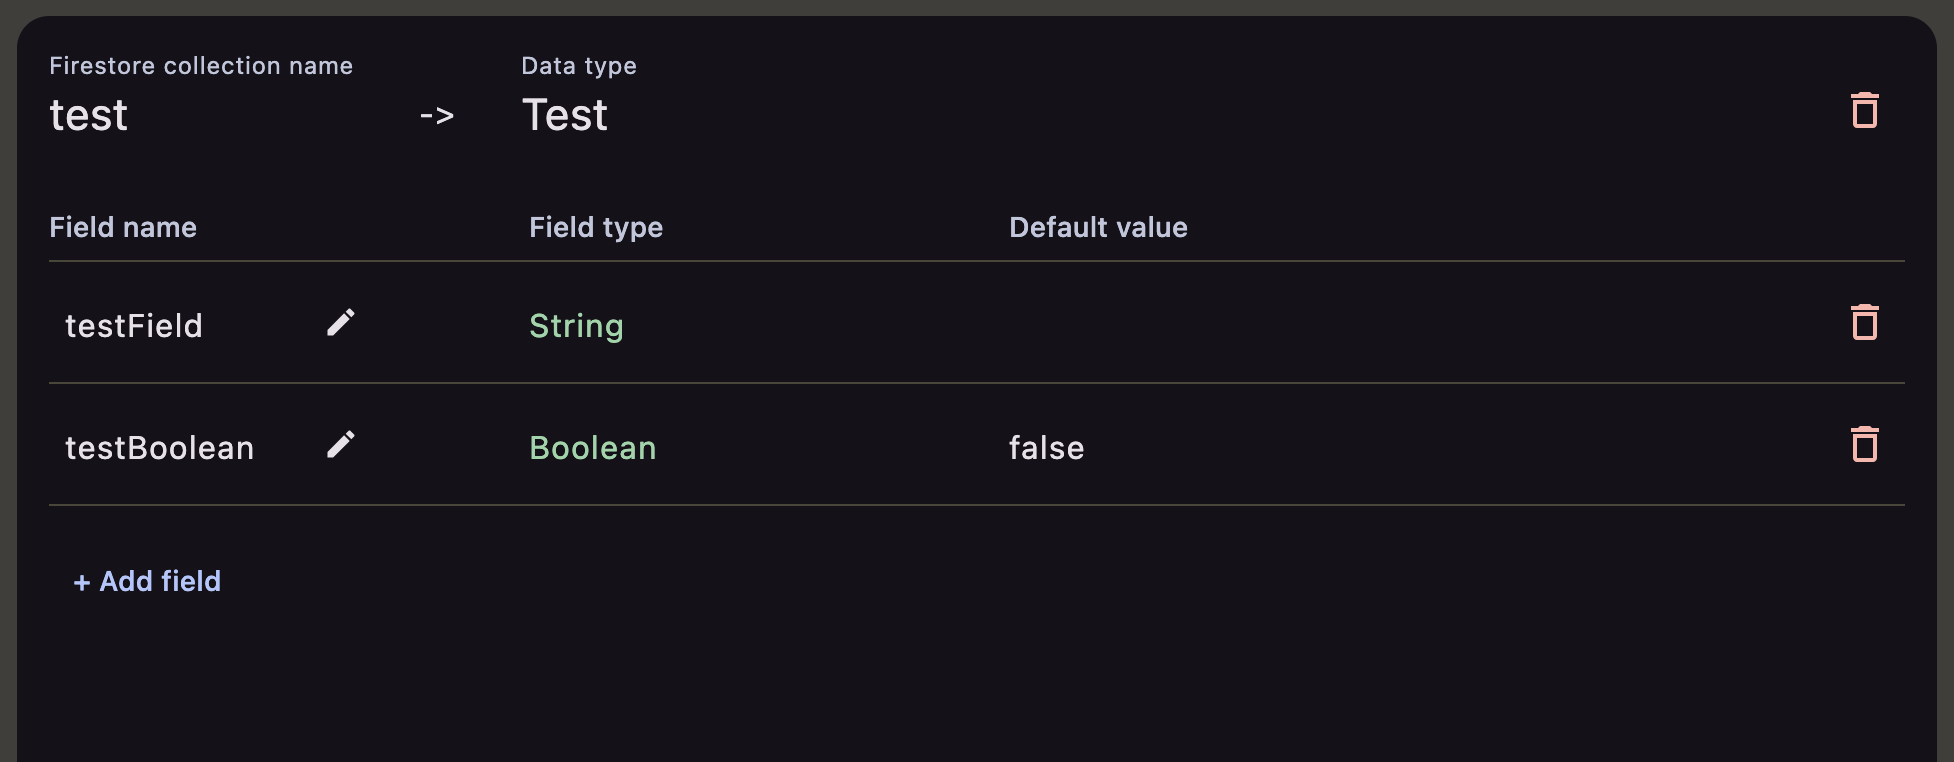 Firestore collection name Data type
test -> Test
Field name Field type Default value
testField String
testBoolean Boolean false
+ Add field